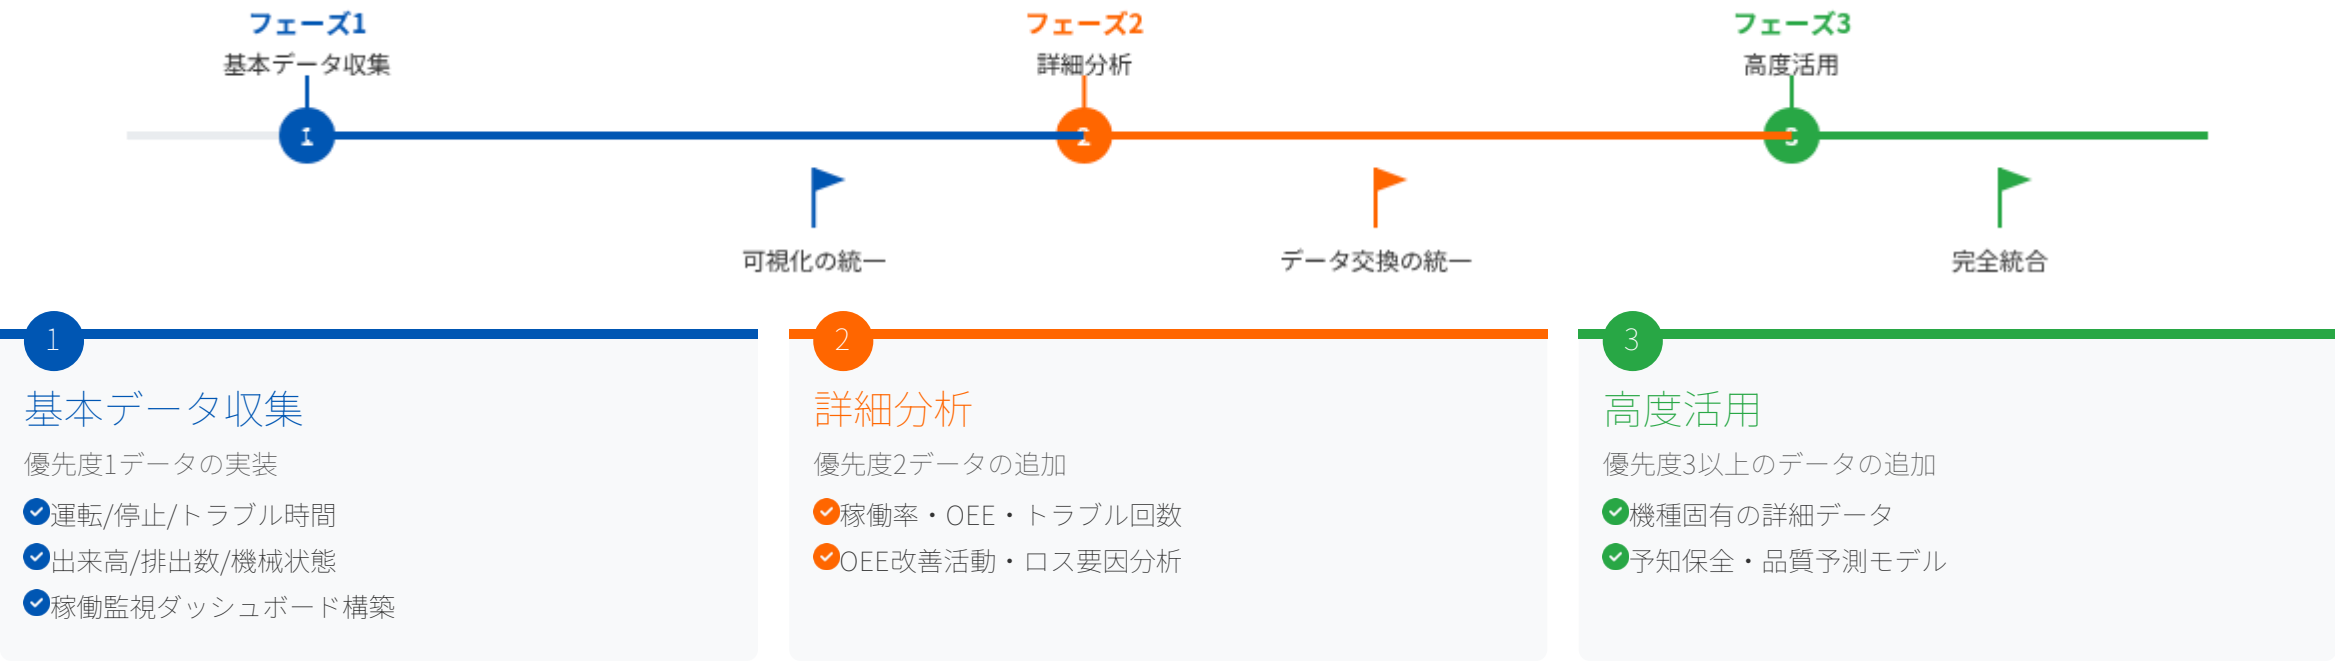 フェーズ1
基本データ収集
フェーズ2
詳細分析
フェーズ3
高度活用
1
2
3
可視化の統一
データ交換の統一
完全統合
1
基本データ収集
優先度1データの実装
運転/停止/トラブル時間
出来高/排出数/機械状態
稼働監視ダッシュボード構築
2
詳細分析
優先度2データの追加
稼働率・OEE・トラブル回数
OEE改善活動・ロス要因分析
3
高度活用
優先度3以上のデータの追加
機種固有の詳細データ
予知保全・品質予測モデル